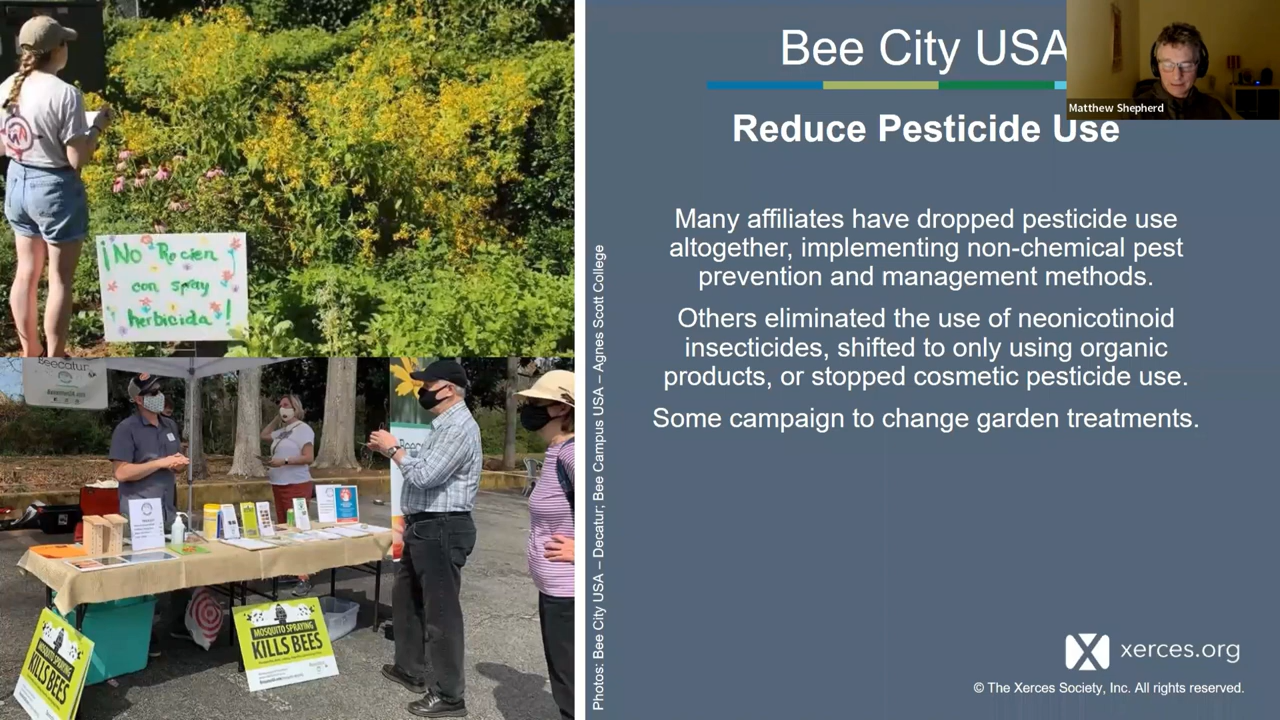 Bee City USA
Matthew Shepherd
Reduce Pesticide Use
Many affiliates have dropped pesticide use
altogether, implementing non-chemical pest
prevention and management methods.
Others eliminated the use of neonicotinoid
insecticides, shifted to only using organic
products, or stopped cosmetic pesticide use.
Some campaign to change garden treatments.
xerces.org
© The Xerces Society, Inc. All rights reserved.
Photos: Bee City USA – Decatur; Bee Campus USA – Agnes Scott College
¡No Rocien
con spray
herbicida!
Beecatur
MOSQUITO SPRAYING
KILLS BEES
MOSQUITO SPRAYING
KILLS BEES